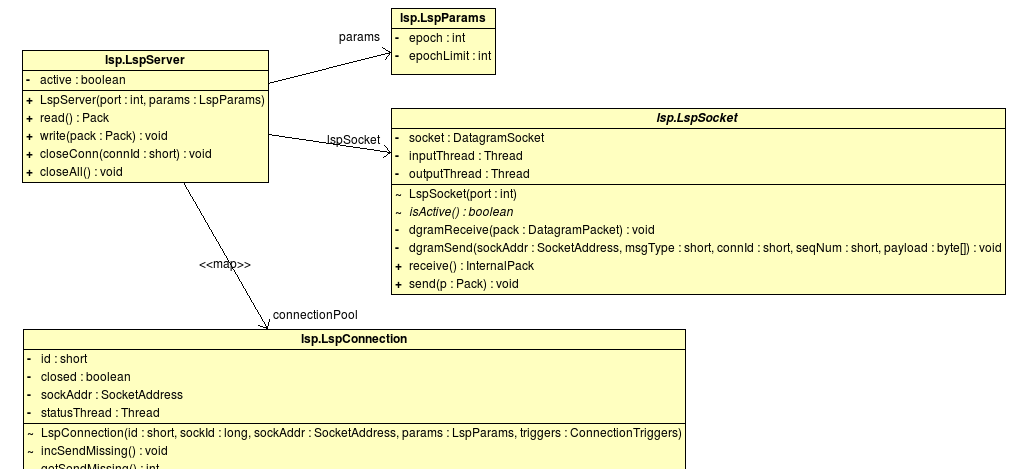 lsp.LspParams
- epoch : int
- epochLimit : int
params
lsp.LspServer
- active : boolean
+ LspServer(port : int, params : LspParams)
+ read() : Pack
+ write(pack : Pack) : void
+ closeConn(connId : short) : void
+ closeAll() : void
lspSocket
lsp.LspSocket
- socket : DatagramSocket
- inputThread : Thread
- outputThread : Thread
~ LspSocket(port : int)
~ isActive() : boolean
- dgramReceive(pack : DatagramPacket) : void
- dgramSend(sockAddr : SocketAddress, msgType : short, connId : short, seqNum : short, payload : byte[]) : void
+ receive() : InternalPack
+ send(p : Pack) : void
<<map>>
connectionPool
lsp.LspConnection
- id : short
- closed : boolean
- sockAddr : SocketAddress
- statusThread : Thread
~ LspConnection(id : short, sockId : long, sockAddr : SocketAddress, params : LspParams, triggers : ConnectionTriggers)
~ incSendMissing() : void
getSendMissing() : int